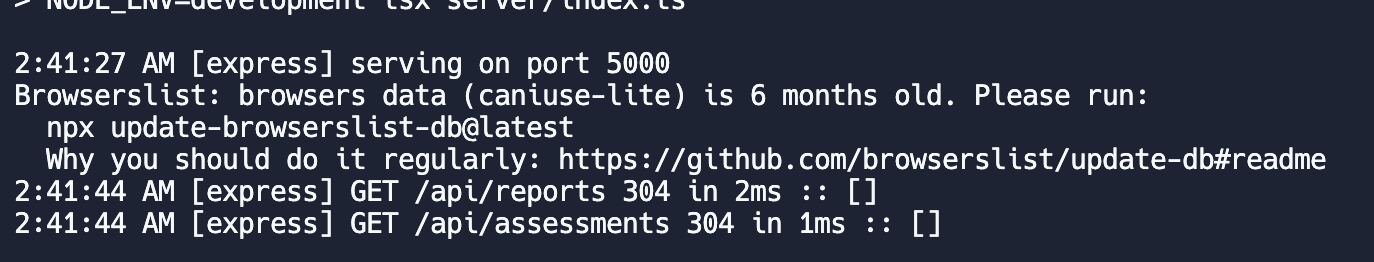 > NODE_ENV=development tsx server/index.ts
2:41:27 AM [express] serving on port 5000
Browserslist: browsers data (caniuse-lite) is 6 months old. Please run:
  npx update-browserslist-db@latest
  Why you should do it regularly: https://github.com/browserslist/update-db#readme
2:41:44 AM [express] GET /api/reports 304 in 2ms :: []
2:41:44 AM [express] GET /api/assessments 304 in 1ms :: []